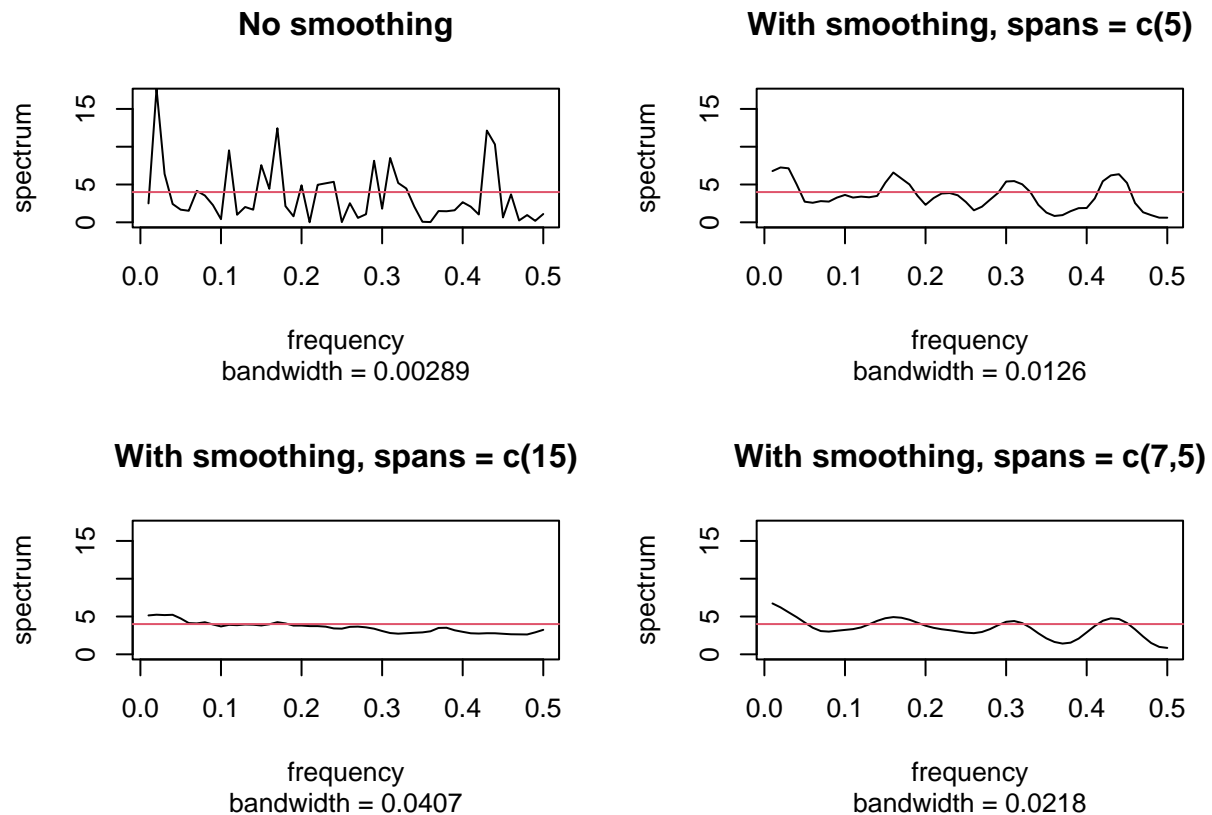 No smoothing
spectrum
0 5 15
0.0 0.1 0.2 0.3 0.4 0.5
frequency
bandwidth = 0.00289
With smoothing, spans = c(5)
spectrum
0 5 15
0.0 0.1 0.2 0.3 0.4 0.5
frequency
bandwidth = 0.0126
With smoothing, spans = c(15)
spectrum
0 5 15
0.0 0.1 0.2 0.3 0.4 0.5
frequency
bandwidth = 0.0407
With smoothing, spans = c(7,5)
spectrum
0 5 15
0.0 0.1 0.2 0.3 0.4 0.5
frequency
bandwidth = 0.0218